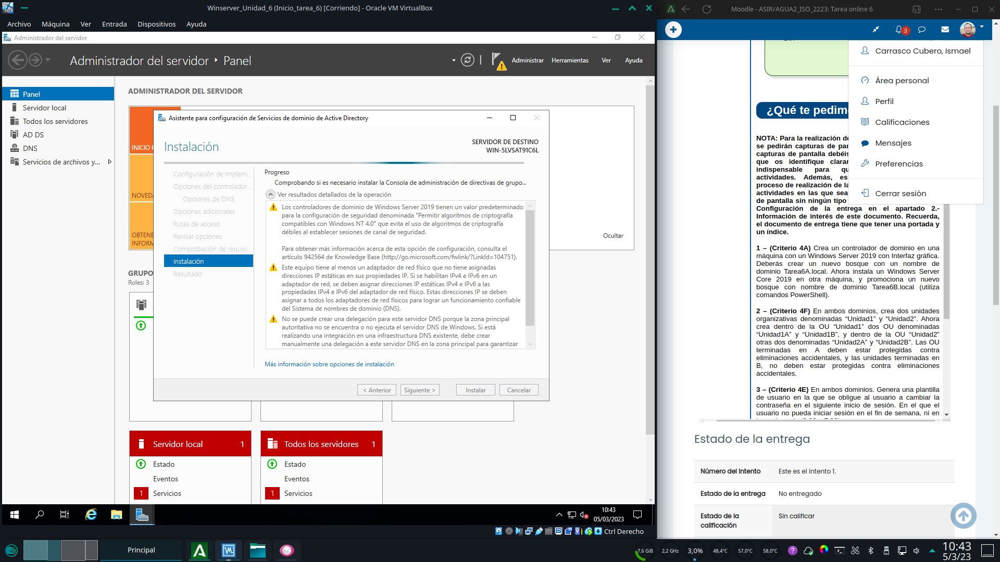 Winserver_Unidad_6 (Inicio_tarea_6) [Corriendo] - Oracle VM VirtualBox
Archivo Máquina Ver Entrada Dispositivos Ayuda
Administrador del servidor
Administrador del servidor ‣ Panel
Administrar Herramientas Ver Ayuda
Panel
Servidor local
Todos los servidores
AD DS
DNS
Servicios de archivos y...
ADMINISTRADOR DEL SERVIDOR
INICIO
NOVED
OBTENE
INFORM
Ocultar
GRUPO
Roles: 3
Asistente para configuración de Servicios de dominio de Active Directory
Instalación
SERVIDOR DE DESTINO
WIN-5LVSAT91C6L
Configuración de implem...
Opciones del controlador...
Opciones de DNS
Opciones adicionales
Rutas de acceso
Revisar opciones
Comprobación de requisi...
Instalación
Resultado
Progreso
Comprobando si es necesario instalar la Consola de administración de directivas de grupo...
Ver resultados detallados de la operación
Los controladores de dominio de Windows Server 2019 tienen un valor predeterminado
para la configuración de seguridad denominada "Permitir algoritmos de criptografía
compatibles con Windows NT 4.0" que evita el uso de algoritmos de criptografía
débiles al establecer sesiones de canal de seguridad.
Para obtener más información acerca de esta opción de configuración, consulta el
artículo 942564 de Knowledge Base (http://go.microsoft.com/fwlink/?LinkId=104751).
Este equipo tiene al menos un adaptador de red físico que no tiene asignadas
direcciones IP estáticas en sus propiedades IP. Si se habilitan IPv4 e IPv6 en un
adaptador de red, se deben asignar direcciones IP estáticas IPv4 e IPv6 a las
propiedades IPv4 e IPv6 del adaptador de red físico. Estas direcciones IP se deben
asignar a todos los adaptadores de red físicos para lograr un funcionamiento confiable
del Sistema de nombres de dominio (DNS).
No se puede crear una delegación para este servidor DNS porque la zona principal
autoritativa no se encuentra o no ejecuta el servidor DNS de Windows. Si está
realizando una integración en una infraestructura DNS existente, debe crear
manualmente una delegación a este servidor DNS en la zona principal para garantizar
Más información sobre opciones de instalación
< Anterior Siguiente > Instalar Cancelar
Servidor local 1
Estado
Eventos
1 Servicios
Todos los servidores 1
Estado
Eventos
1 Servicios
10:43
05/03/2023
Ctrl Derecho
Moodle - ASIR/AGUA2_ISO_2223: Tarea online 6
3
Carrasco Cubero, Ismael
Área personal
Perfil
Calificaciones
Mensajes
Preferencias
Cerrar sesión
¿Qué te pedim
NOTA: Para la realización de
se pedirán capturas de pan
capturas de pantalla debéis
que os identifique claram
indispensable para qu
actividades. Además, es
proceso de realización de la
actividades en las que sea
de pantalla sin ningún tipo
Configuración de la entrega en el apartado 2.-
Información de interés de este documento. Recuerda,
el documento de entrega tiene que tener una portada y
un índice.
1 – (Criterio 4A) Crea un controlador de dominio en una
máquina con un Windows Server 2019 con Interfaz gráfica.
Deberás crear un nuevo bosque con un nombre de
dominio Tarea6A.local. Ahora instala un Windows Server
Core 2019 en otra máquina, y promociona un nuevo
bosque con nombre de dominio Tarea6B.local (utiliza
comandos PowerShell).
2 – (Criterio 4F) En ambos dominios, crea dos unidades
organizativas denominadas “Unidad1” y “Unidad2”. Ahora
crea dentro de la OU “Unidad1” dos OU denominadas
“Unidad1A” y “Unidad1B”, y dentro de la OU “Unidad2”
otras dos denominadas “Unidad2A” y “Unidad2B”. Las OU
terminadas en A deben estar protegidas contra
eliminaciones accidentales, y las unidades terminadas en
B, no deben estar protegidas contra eliminaciones
accidentales.
3 – (Criterio 4E) En ambos dominios. Genera una plantilla
de usuario en la que se obligue al usuario a cambiar la
contraseña en el siguiente inicio de sesión. En el que el
usuario no pueda iniciar sesión en el fin de semana, ni en
Estado de la entrega
Número del intento Este es el intento 1.
Estado de la entrega No entregado
Estado de la
calificación
Sin calificar
Principal
7,6 GiB 2,2 GHz 3,0% 48,4°C 57,0°C 58,0°C
10:43
5/3/23